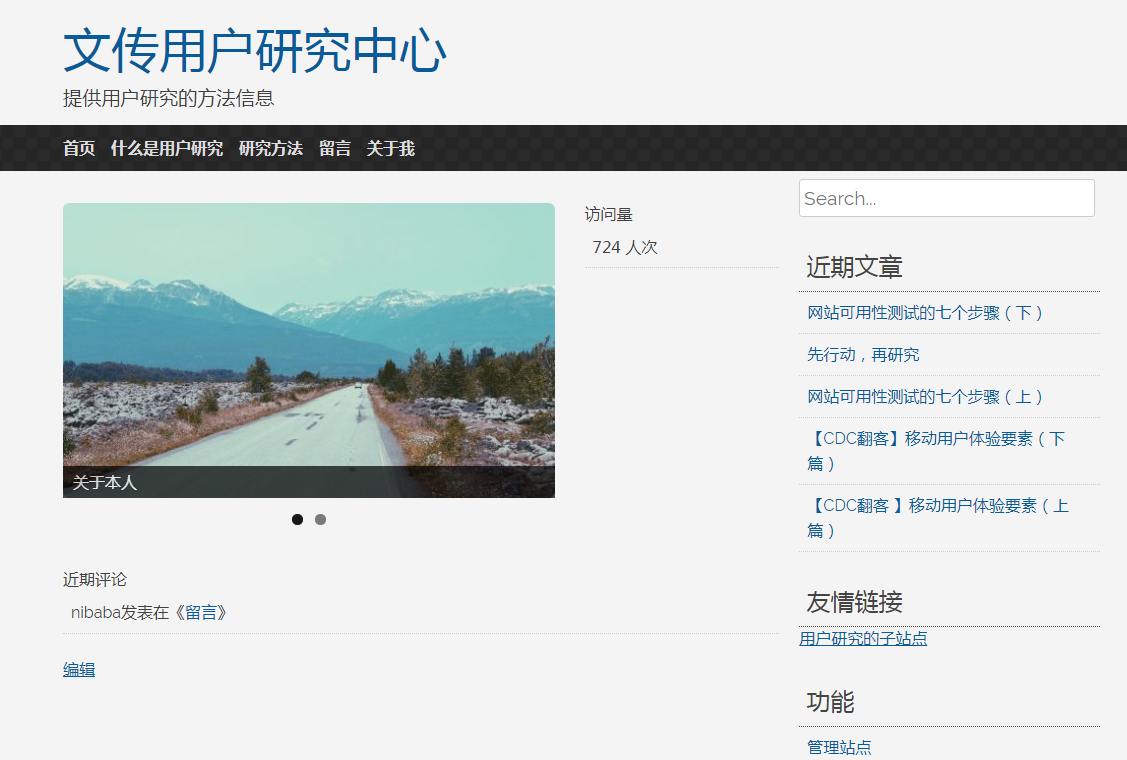 文传用户研究中心
提供用户研究的方法信息
首页 什么是用户研究 研究方法 留言 关于我
关于本人
访问量
724 人次
近期评论
nibaba发表在《留言》
编辑
Search...
近期文章
网站可用性测试的七个步骤（下）
先行动，再研究
网站可用性测试的七个步骤（上）
【CDC翻客】移动用户体验要素（下
篇）
【CDC翻客 】移动用户体验要素（上
篇）
友情链接
用户研究的子站点
功能
管理站点